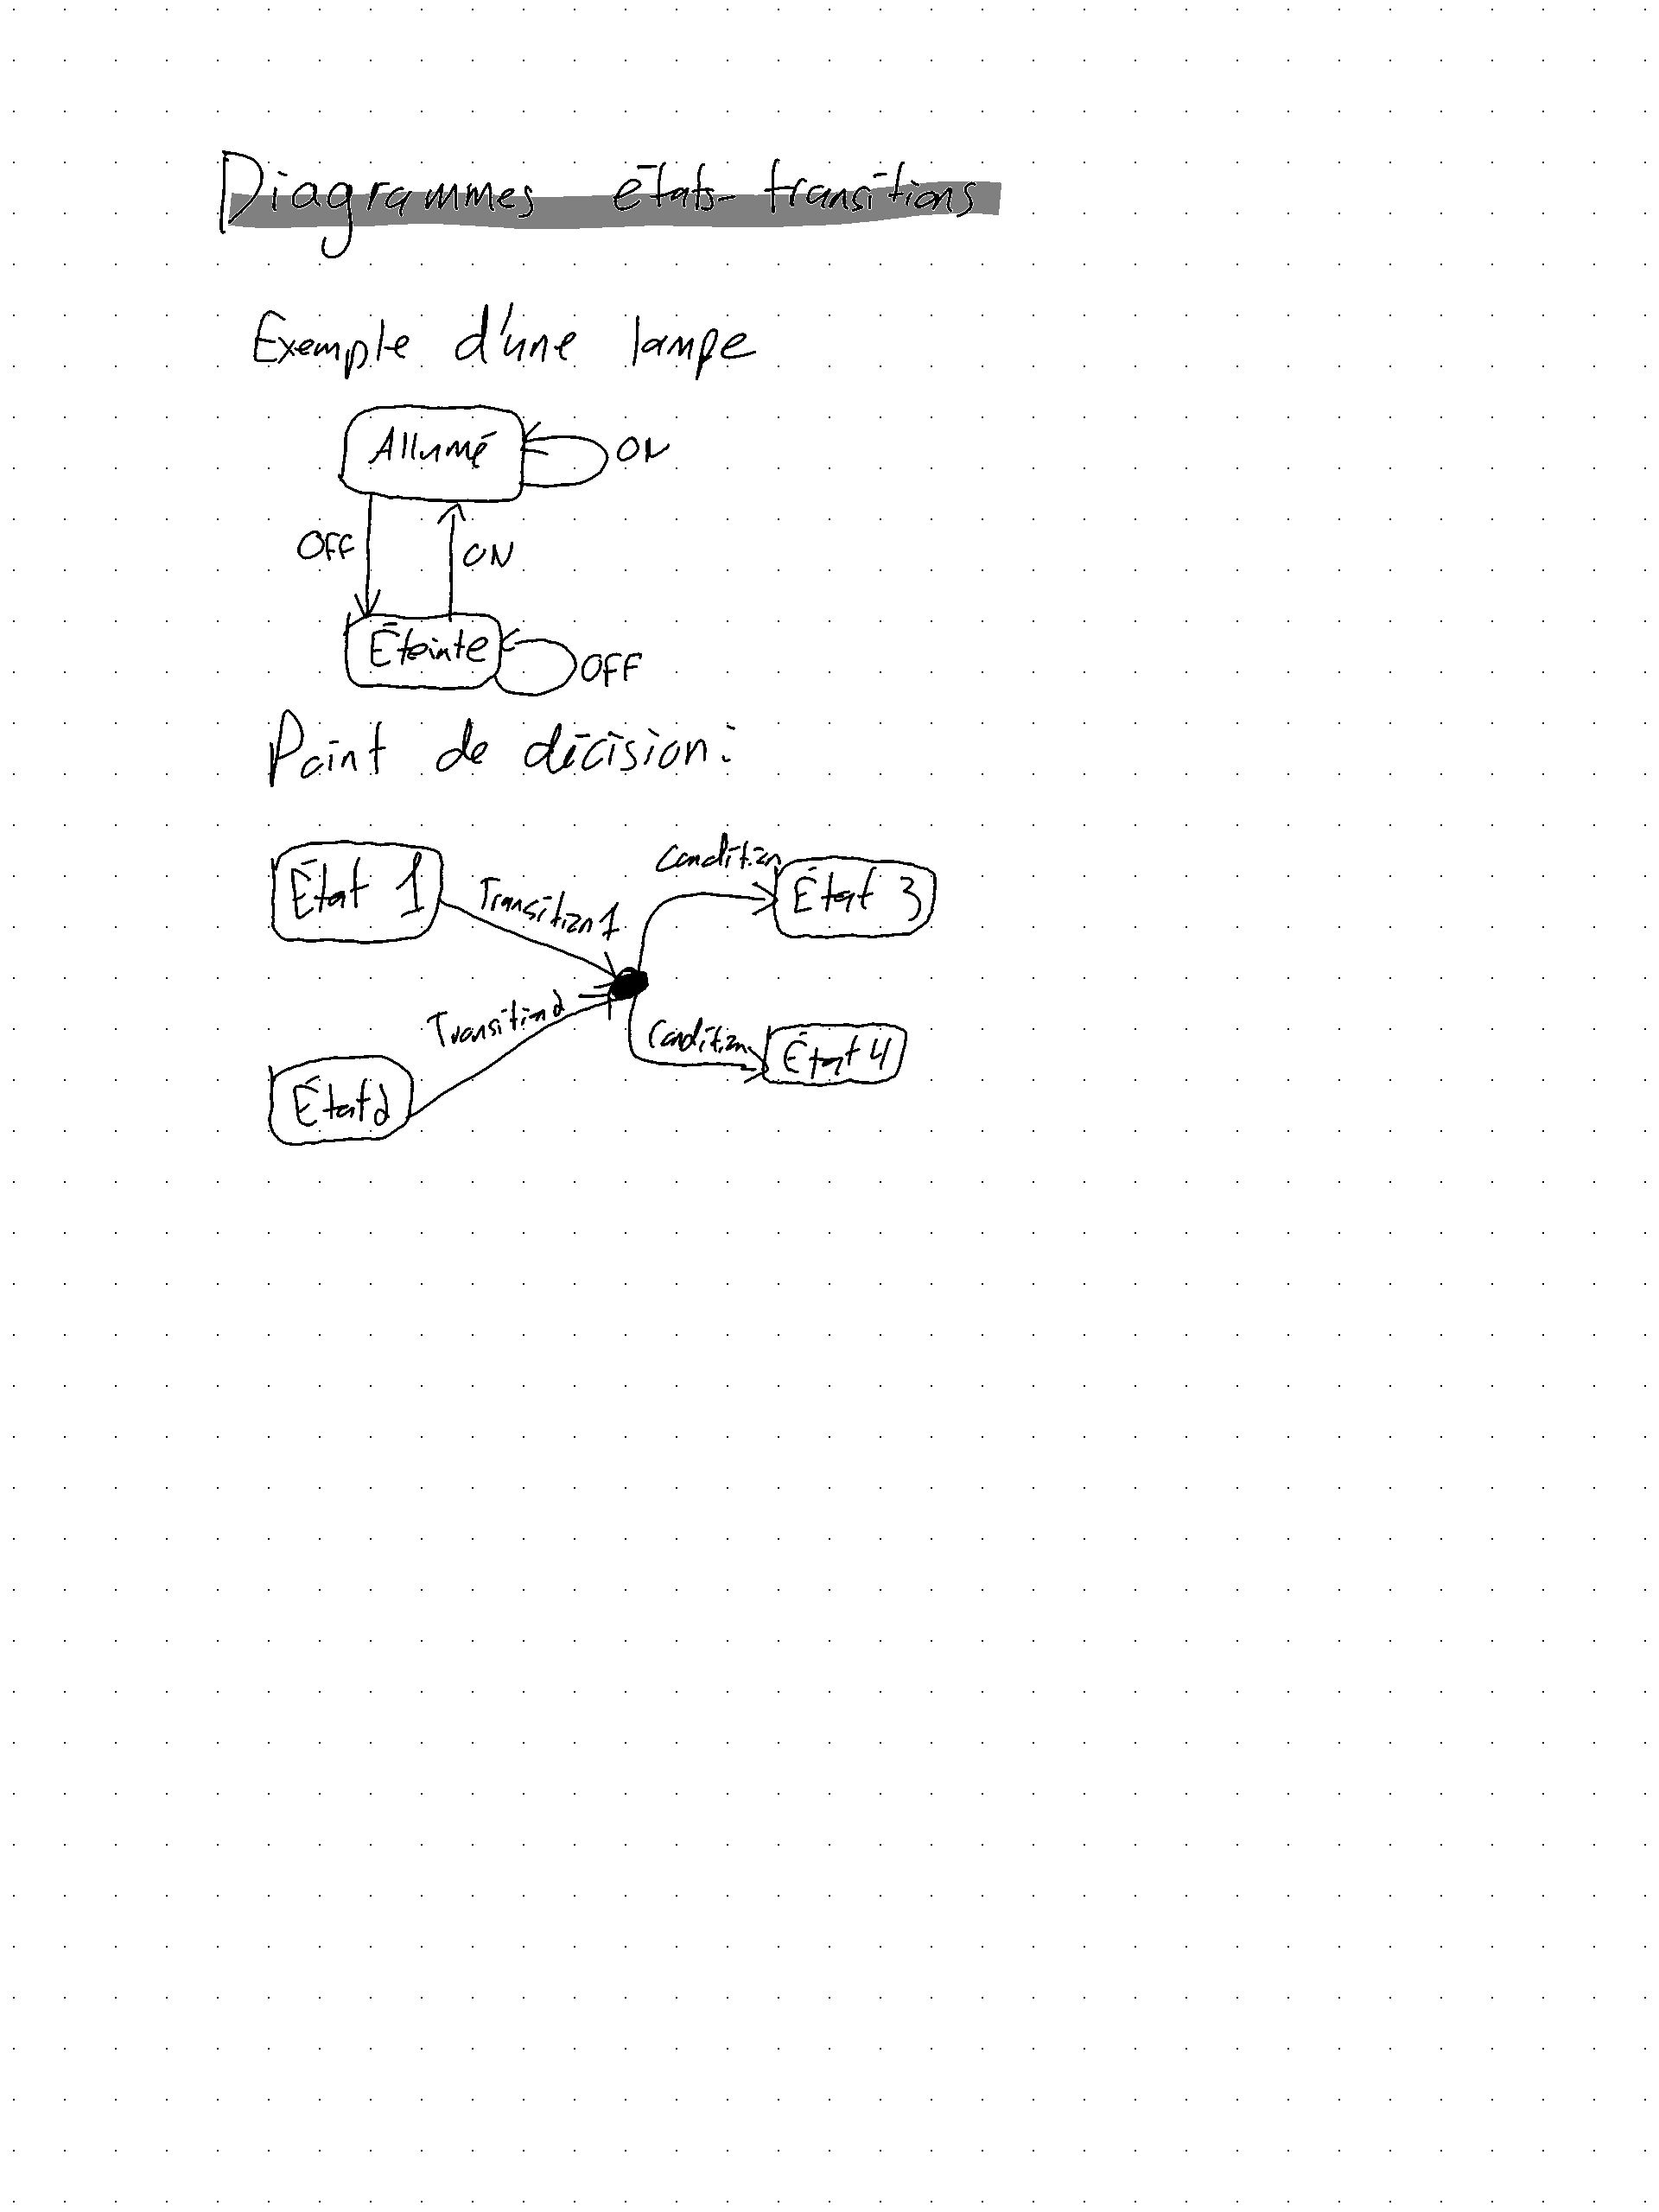 Diagrammes états-transitions
Exemple d'une lampe
Allumé
ON
OFF
ON
Éteinte
OFF
Point de décision:
État 1
Transition 1
Condition
État 3
Transition 2
Condition
État 4
État 2